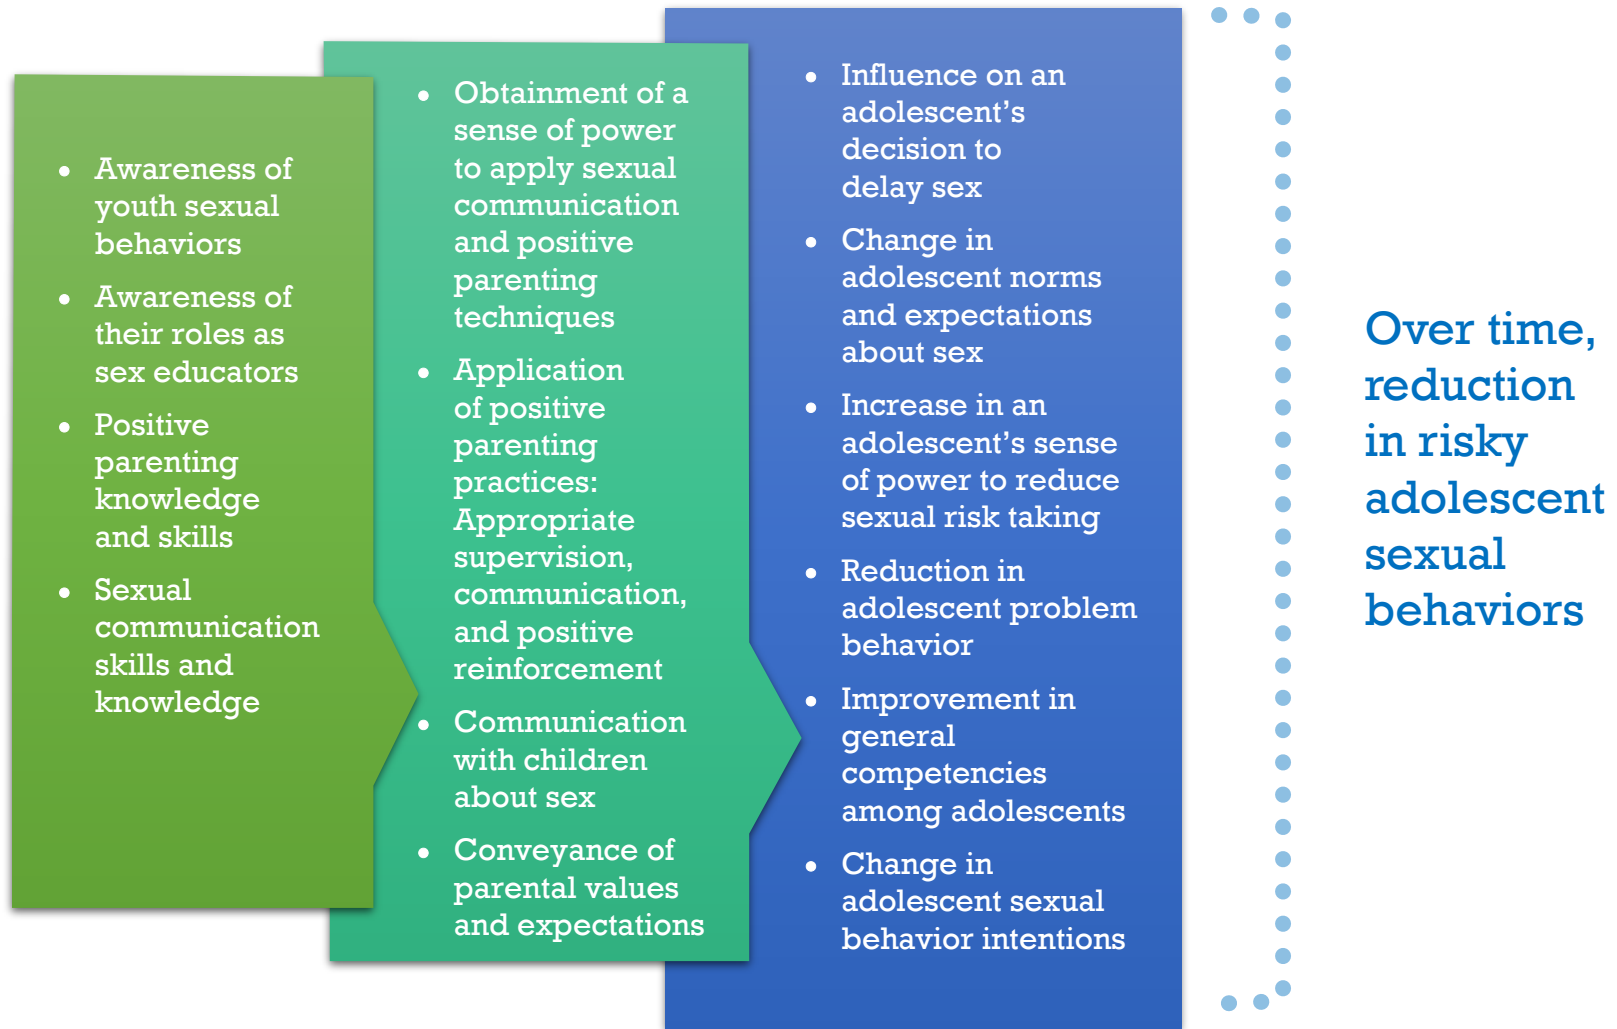 • Awareness of
youth sexual
behaviors
• Awareness of
their roles as
sex educators
• Positive
parenting
knowledge
and skills
• Sexual
communication
skills and
knowledge
• Obtainment of a
sense of power
to apply sexual
communication
and positive
parenting
techniques
• Application
of positive
parenting
practices:
Appropriate
supervision,
communication,
and positive
reinforcement
• Communication
with children
about sex
• Conveyance of
parental values
and expectations
• Influence on an
adolescent’s
decision to
delay sex
• Change in
adolescent norms
and expectations
about sex
• Increase in an
adolescent’s sense
of power to reduce
sexual risk taking
• Reduction in
adolescent problem
behavior
• Improvement in
general
competencies
among adolescents
• Change in
adolescent sexual
behavior intentions
Over time,
reduction
in risky
adolescent
sexual
behaviors